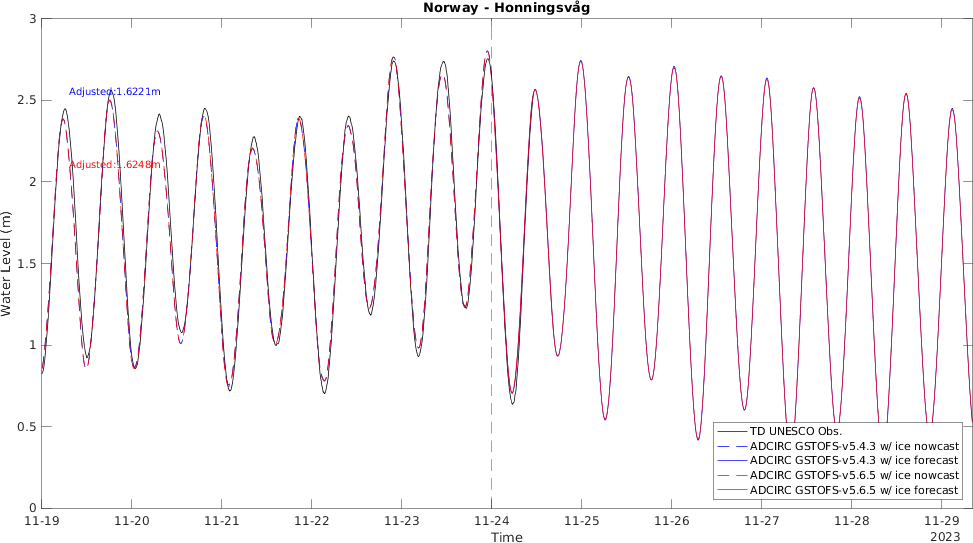 Norway - Honningsvåg
3
2.5
2
1.5
1
0.5
0
Water Level (m)
Adjusted:1.6221m
Adjusted:1.6248m
TD UNESCO Obs.
ADCIRC GSTOFS-v5.4.3 w/ ice nowcast
ADCIRC GSTOFS-v5.4.3 w/ ice forecast
ADCIRC GSTOFS-v5.6.5 w/ ice nowcast
ADCIRC GSTOFS-v5.6.5 w/ ice forecast
11-19 11-20 11-21 11-22 11-23 11-24 11-25 11-26 11-27 11-28 11-29
Time
2023